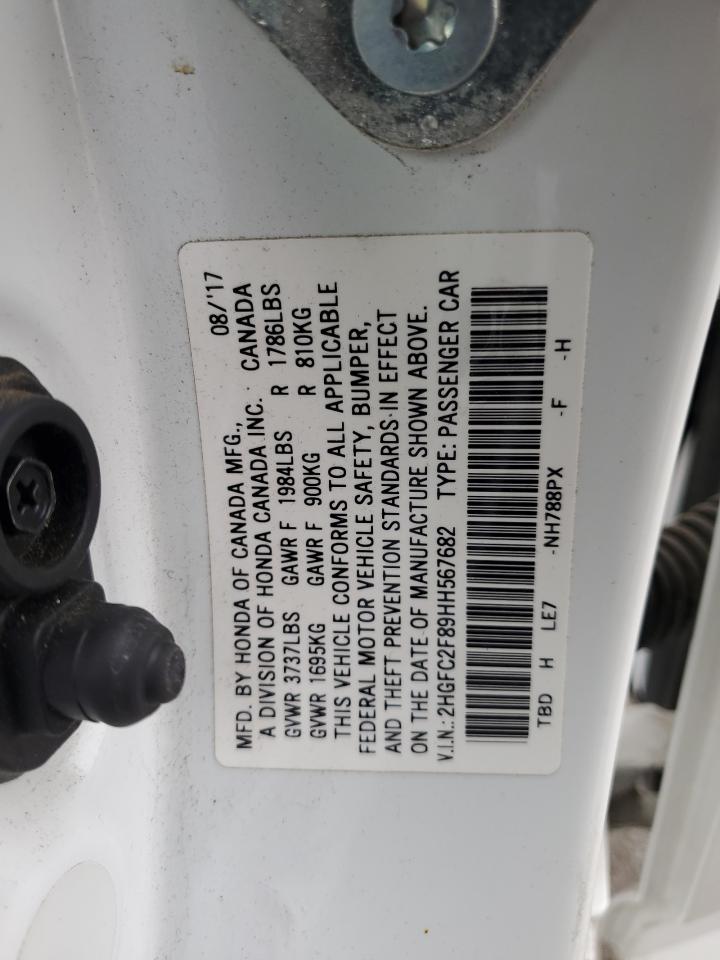 MFD. BY HONDA OF CANADA MFG., 08/'17
A DIVISION OF HONDA CANADA INC. · CANADA
GVWR 3737LBS GAWR F 1984LBS R 1786LBS
GVWR 1695KG GAWR F 900KG R 810KG
THIS VEHICLE CONFORMS TO ALL APPLICABLE
FEDERAL MOTOR VEHICLE SAFETY, BUMPER,
AND THEFT PREVENTION STANDARDS IN EFFECT
ON THE DATE OF MANUFACTURE SHOWN ABOVE.
V.I.N.: 2HGFC2F89HH567682 TYPE: PASSENGER CAR
TBD H LE7 -NH788PX -F -H